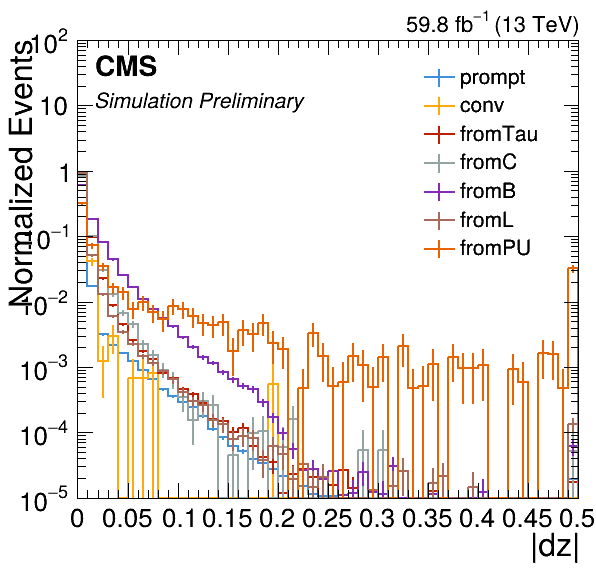 59.8 fb⁻¹ (13 TeV)
CMS
Simulation Preliminary
prompt
conv
fromTau
fromC
fromB
fromL
fromPU
Normalized Events
10²
10
1
10⁻¹
10⁻²
10⁻³
10⁻⁴
10⁻⁵
0 0.05 0.1 0.15 0.2 0.25 0.3 0.35 0.4 0.45 0.5
|dz|